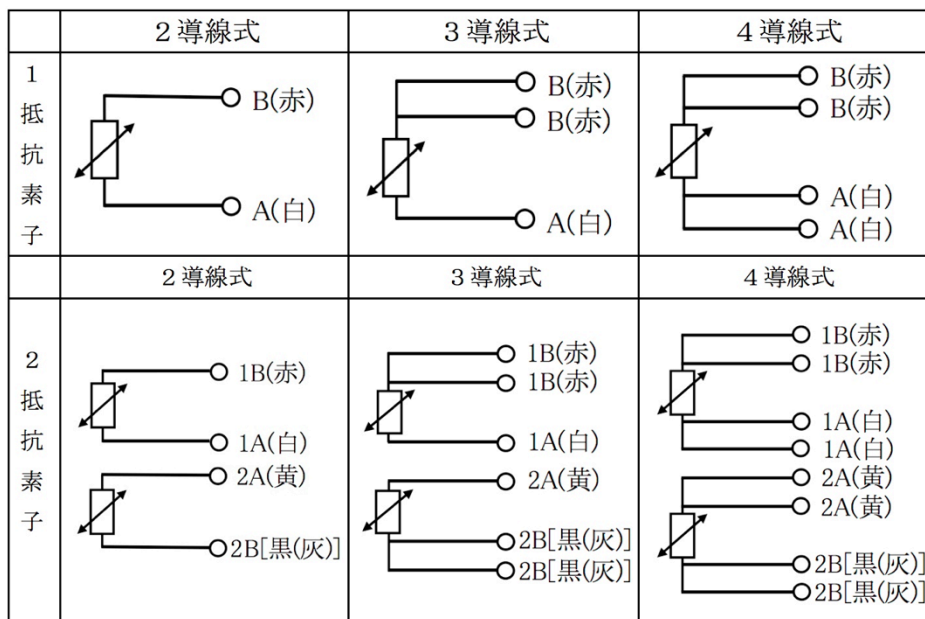 2導線式
3導線式
4導線式
1
抵
抗
素
子
B(赤)
A(白)
B(赤)
B(赤)
A(白)
B(赤)
B(赤)
A(白)
A(白)
2導線式
3導線式
4導線式
2
抵
抗
素
子
1B(赤)
1A(白)
2A(黄)
2B[黒(灰)]
1B(赤)
1B(赤)
1A(白)
2A(黄)
2B[黒(灰)]
2B[黒(灰)]
1B(赤)
1B(赤)
1A(白)
1A(白)
2A(黄)
2A(黄)
2B[黒(灰)]
2B[黒(灰)]